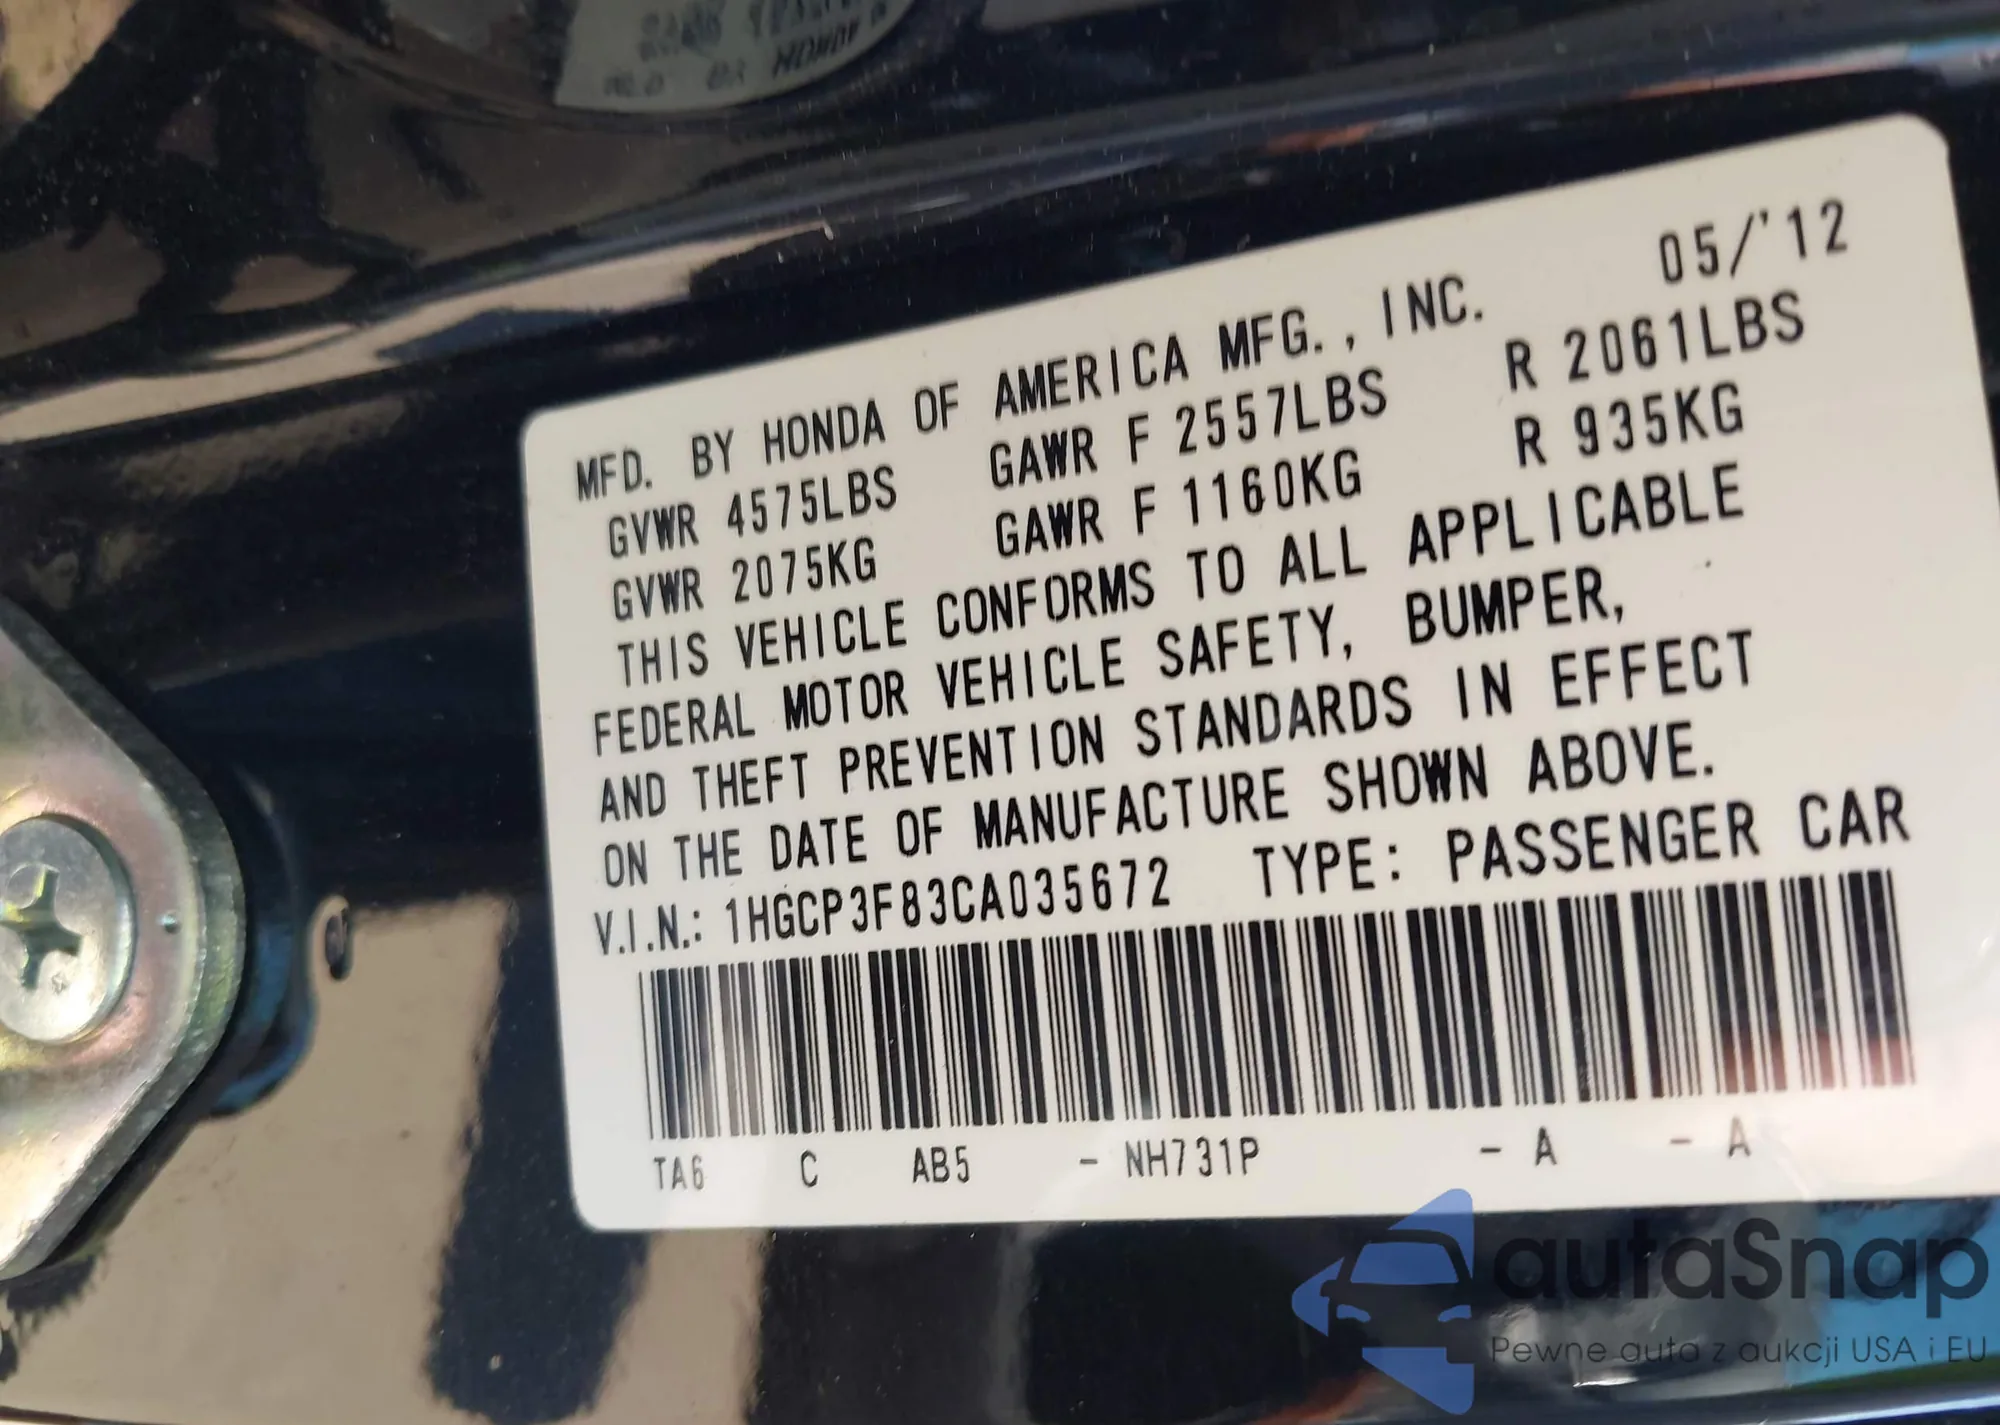 05/'12
MFD. BY HONDA OF AMERICA MFG., INC.
GVWR 4575LBS GAWR F 2557LBS R 2061LBS
GVWR 2075KG GAWR F 1160KG R 935KG
THIS VEHICLE CONFORMS TO ALL APPLICABLE
FEDERAL MOTOR VEHICLE SAFETY, BUMPER,
AND THEFT PREVENTION STANDARDS IN EFFECT
ON THE DATE OF MANUFACTURE SHOWN ABOVE.
V.I.N.: 1HGCP3F83CA035672 TYPE: PASSENGER CAR
TA6 C AB5 - NH731P - A - A
autaSnap
Pewne auta z aukcji USA i EU